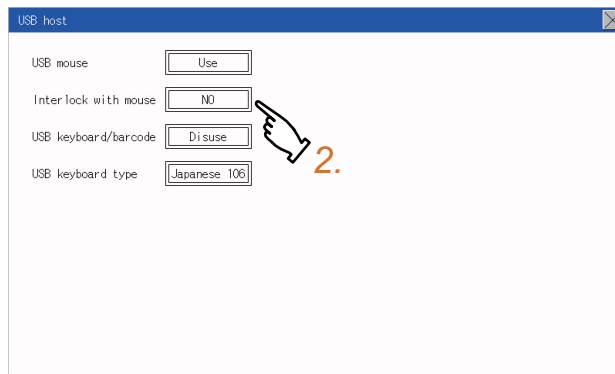 USB host
USB mouse Use
Interlock with mouse NO
USB keyboard/barcode Disuse
2.
USB keyboard type Japanese 106